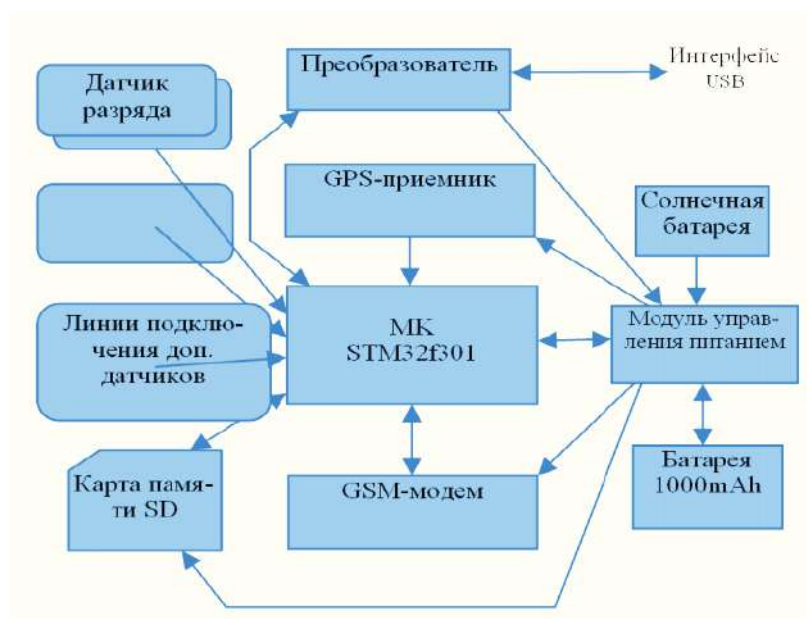 Преобразователь
Интерфейс
USB
Датчик
разряда
GPS-приемник
Солнечная
батарея
Линии подклю-
чения доп.
датчиков
МК
STM32f301
Модуль управ-
ления питанием
Карта памя-
ти SD
GSM-модем
Батарея
1000mAh